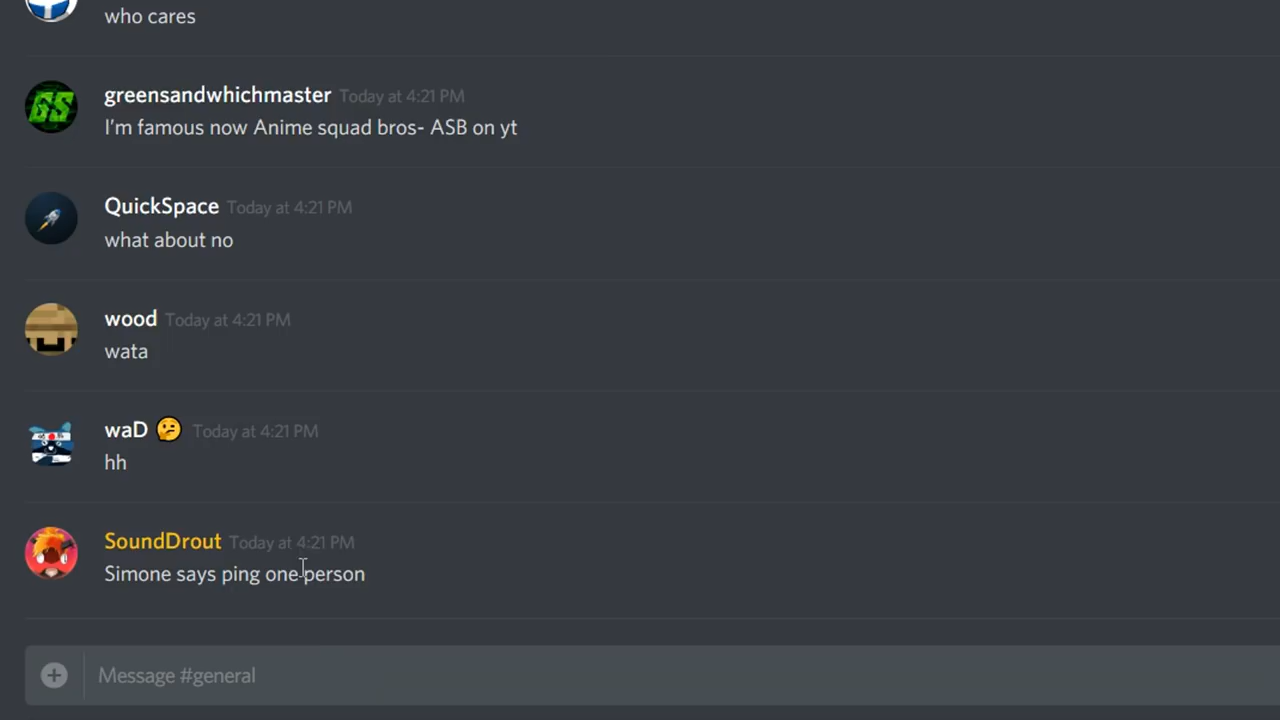 who cares
greensandwhichmaster Today at 4:21 PM
I'm famous now Anime squad bros- ASB on yt
QuickSpace Today at 4:21 PM
what about no
wood Today at 4:21 PM
wata
waD 🤔 Today at 4:21 PM
hh
SoundDrout Today at 4:21 PM
Simone says ping one person
Message #general
GS